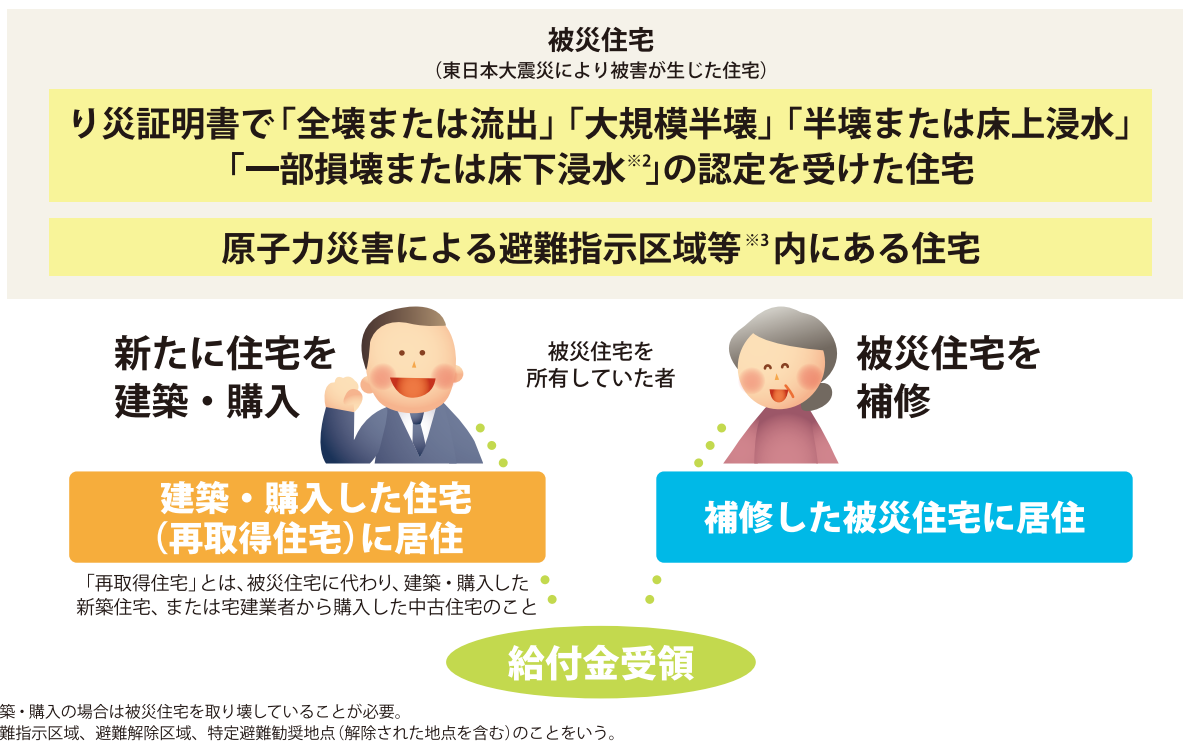 被災住宅
（東日本大震災により被害が生じた住宅）
り災証明書で「全壊または流出」「大規模半壊」「半壊または床上浸水」
「一部損壊または床下浸水※2」の認定を受けた住宅
原子力災害による避難指示区域等※3内にある住宅
新たに住宅を
建築・購入
被災住宅を
所有していた者
被災住宅を
補修
建築・購入した住宅
（再取得住宅）に居住
補修した被災住宅に居住
「再取得住宅」とは、被災住宅に代わり、建築・購入した
新築住宅、または宅建業者から購入した中古住宅のこと
給付金受領
築・購入の場合は被災住宅を取り壊していることが必要。
難指示区域、避難解除区域、特定避難勧奨地点（解除された地点を含む）のことをいう。